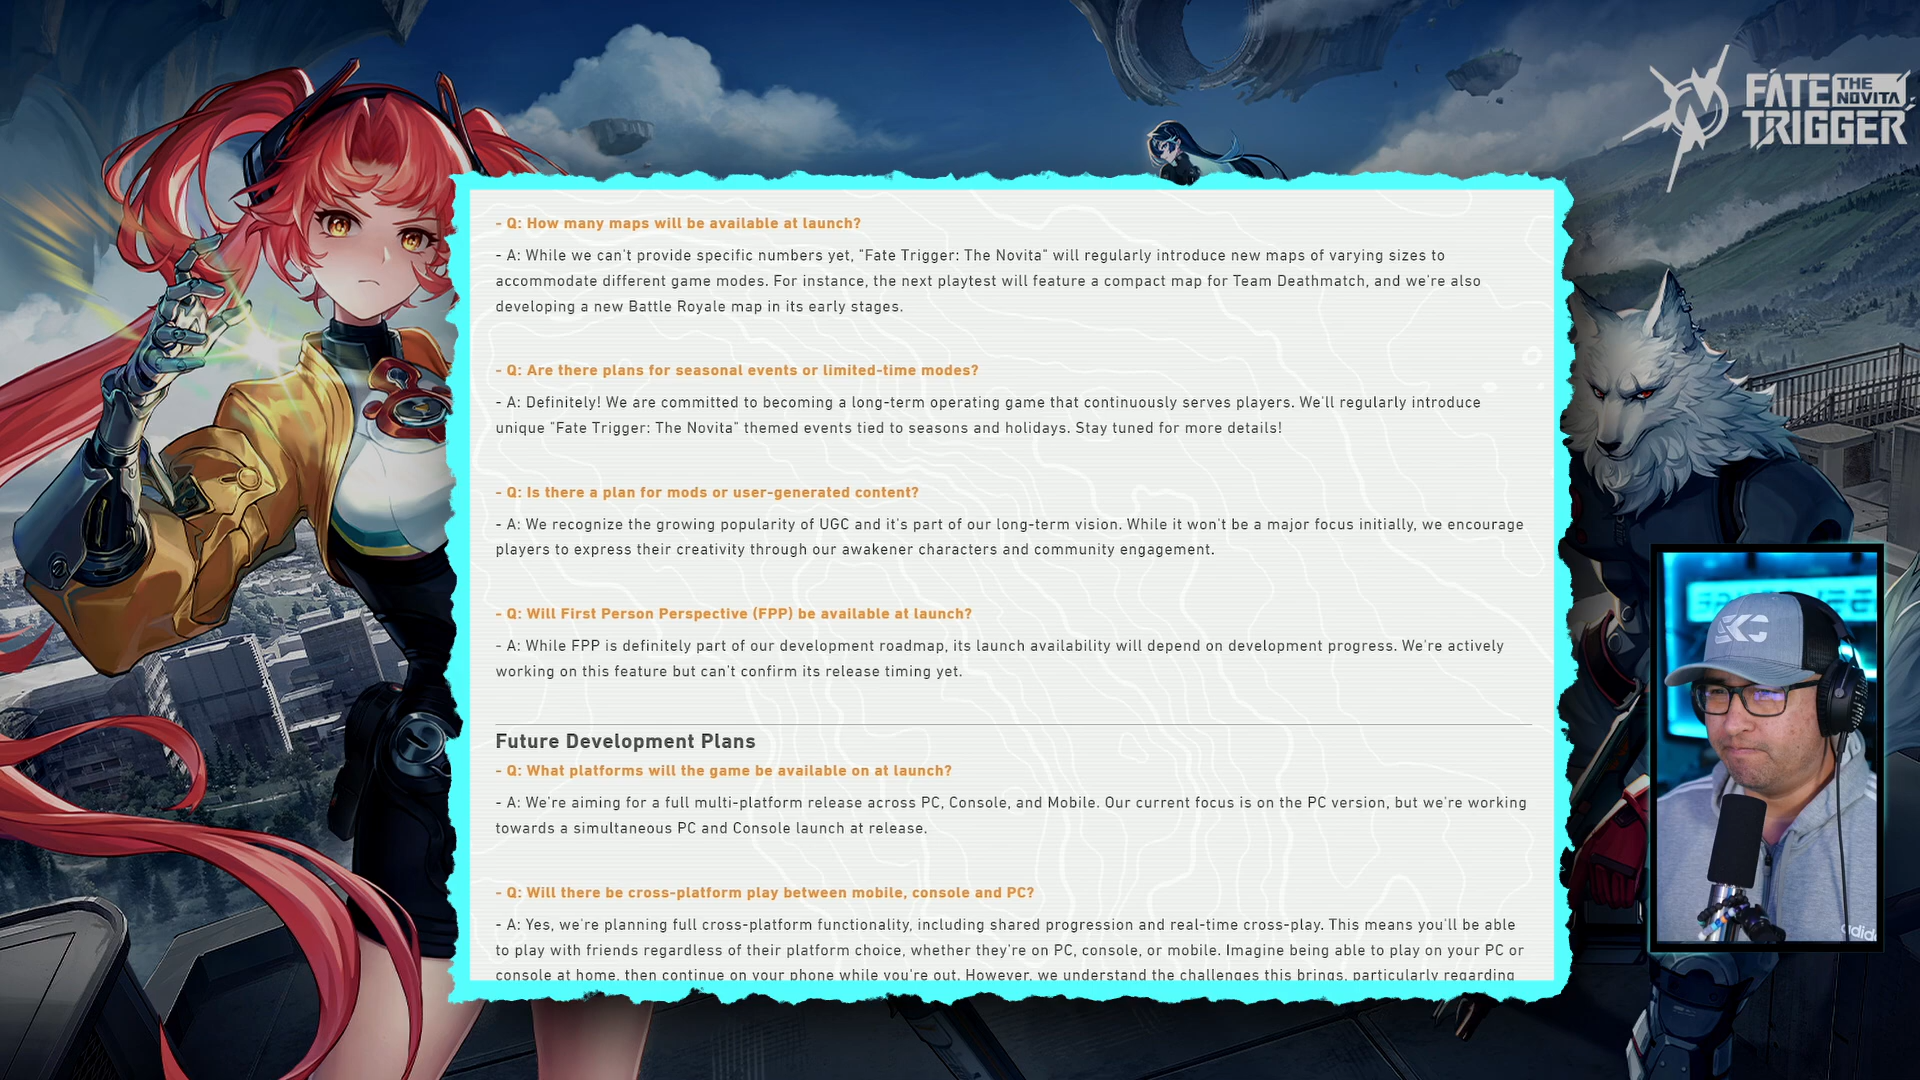 FATE THE NOVITA
TRIGGER
- Q: How many maps will be available at launch?
- A: While we can't provide specific numbers yet, "Fate Trigger: The Novita" will regularly introduce new maps of varying sizes to
accommodate different game modes. For instance, the next playtest will feature a compact map for Team Deathmatch, and we're also
developing a new Battle Royale map in its early stages.
- Q: Are there plans for seasonal events or limited-time modes?
- A: Definitely! We are committed to becoming a long-term operating game that continuously serves players. We'll regularly introduce
unique "Fate Trigger: The Novita" themed events tied to seasons and holidays. Stay tuned for more details!
- Q: Is there a plan for mods or user-generated content?
- A: We recognize the growing popularity of UGC and it's part of our long-term vision. While it won't be a major focus initially, we encourage
players to express their creativity through our awakener characters and community engagement.
- Q: Will First Person Perspective (FPP) be available at launch?
- A: While FPP is definitely part of our development roadmap, its launch availability will depend on development progress. We're actively
working on this feature but can't confirm its release timing yet.
Future Development Plans
- Q: What platforms will the game be available on at launch?
- A: We're aiming for a full multi-platform release across PC, Console, and Mobile. Our current focus is on the PC version, but we're working
towards a simultaneous PC and Console launch at release.
- Q: Will there be cross-platform play between mobile, console and PC?
- A: Yes, we're planning full cross-platform functionality, including shared progression and real-time cross-play. This means you'll be able
to play with friends regardless of their platform choice, whether they're on PC, console, or mobile. Imagine being able to play on your PC or
console at home, then continue on your phone while you're out. However, we understand the challenges this brings, particularly regarding